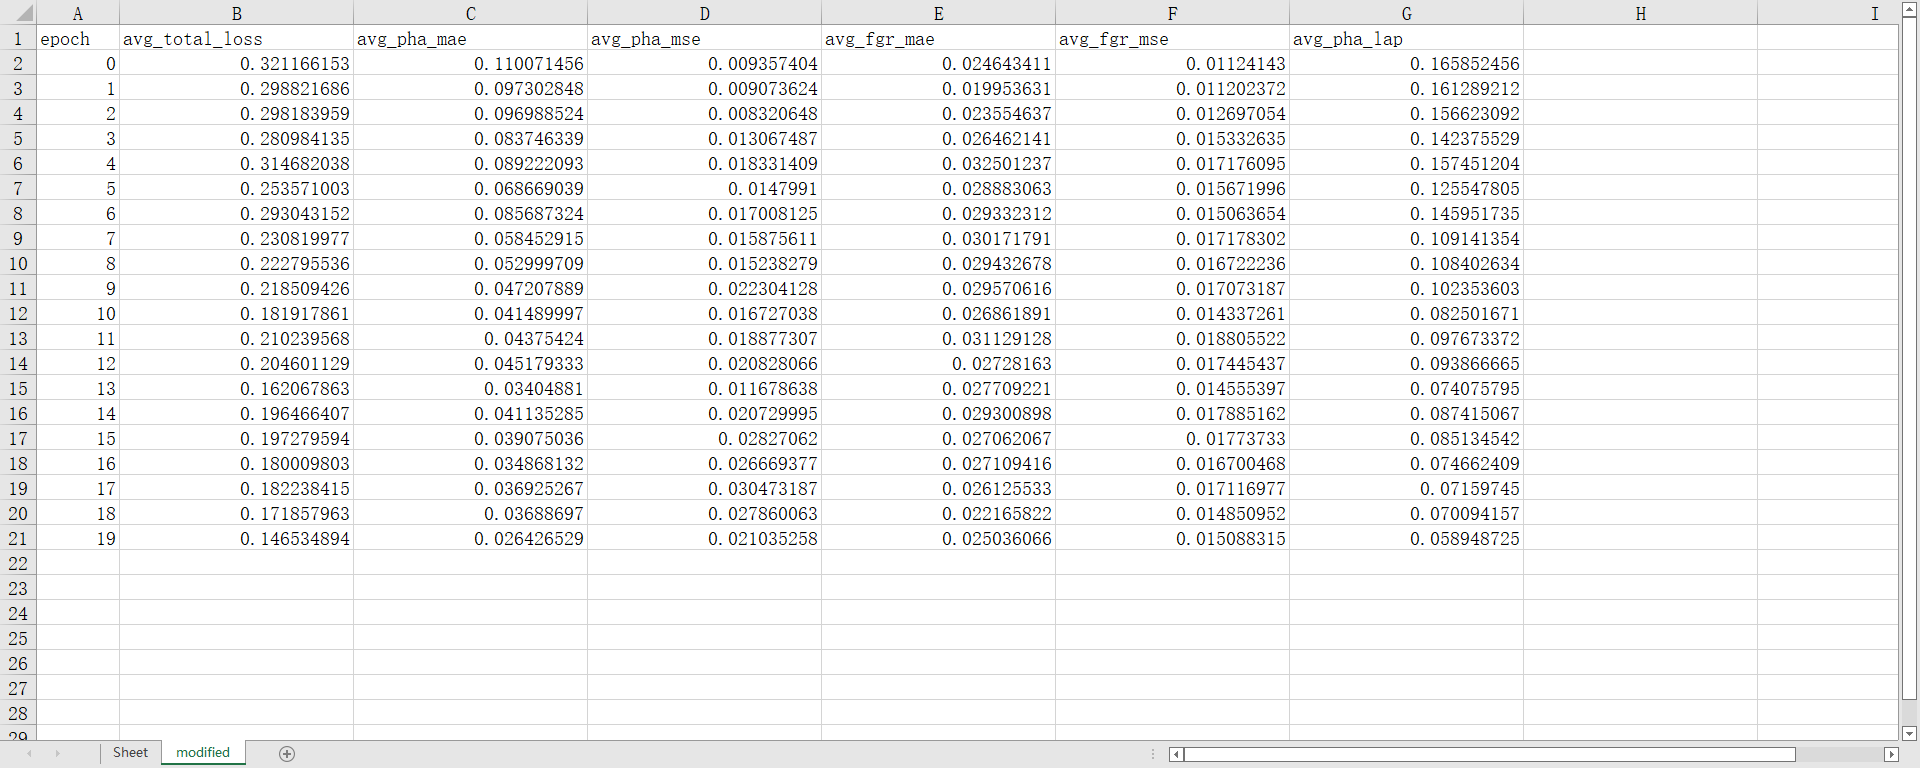 A B C D E F G H I
1 epoch avg_total_loss avg_pha_mae avg_pha_mse avg_fgr_mae avg_fgr_mse avg_pha_lap
2 0 0.321166153 0.110071456 0.009357404 0.024643411 0.01124143 0.165852456
3 1 0.298821686 0.097302848 0.009073624 0.019953631 0.011202372 0.161289212
4 2 0.298183959 0.096988524 0.008320648 0.023554637 0.012697054 0.156623092
5 3 0.280984135 0.083746339 0.013067487 0.026462141 0.015332635 0.142375529
6 4 0.314682038 0.089222093 0.018331409 0.032501237 0.017176095 0.157451204
7 5 0.253571003 0.068669039 0.0147991 0.028883063 0.015671996 0.125547805
8 6 0.293043152 0.085687324 0.017008125 0.029332312 0.015063654 0.145951735
9 7 0.230819977 0.058452915 0.015875611 0.030171791 0.017178302 0.109141354
10 8 0.222795536 0.052999709 0.015238279 0.029432678 0.016722236 0.108402634
11 9 0.218509426 0.047207889 0.022304128 0.029570616 0.017073187 0.102353603
12 10 0.181917861 0.041489997 0.016727038 0.026861891 0.014337261 0.082501671
13 11 0.210239568 0.04375424 0.018877307 0.031129128 0.018805522 0.097673372
14 12 0.204601129 0.045179333 0.020828066 0.02728163 0.017445437 0.093866665
15 13 0.162067863 0.03404881 0.011678638 0.027709221 0.014555397 0.074075795
16 14 0.196466407 0.041135285 0.020729995 0.029300898 0.017885162 0.087415067
17 15 0.197279594 0.039075036 0.02827062 0.027062067 0.01773733 0.085134542
18 16 0.180009803 0.034868132 0.026669377 0.027109416 0.016700468 0.074662409
19 17 0.182238415 0.036925267 0.030473187 0.026125533 0.017116977 0.07159745
20 18 0.171857963 0.03688697 0.027860063 0.022165822 0.014850952 0.070094157
21 19 0.146534894 0.026426529 0.021035258 0.025036066 0.015088315 0.058948725
22
23
24
25
26
27
28
29
Sheet modified